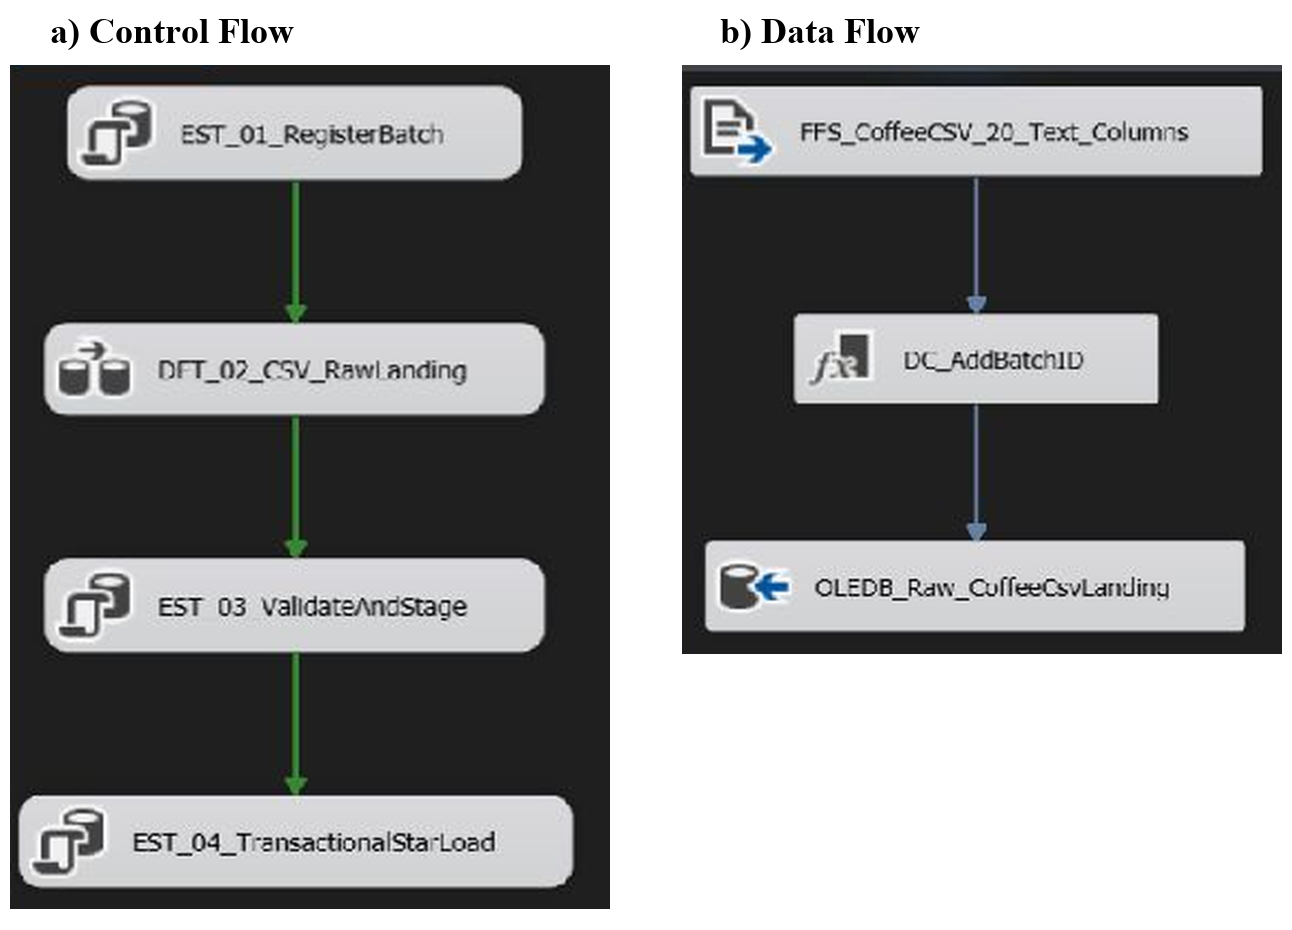 a) Control Flow
EST_01_RegisterBatch
DFT_02_CSV_RawLanding
EST_03_ValidateAndStage
EST_04_TransactionalStarLoad
b) Data Flow
FFS_CoffeeCSV_20_Text_Columns
DC_AddBatchID
OLEDB_Raw_CoffeeCsvLanding